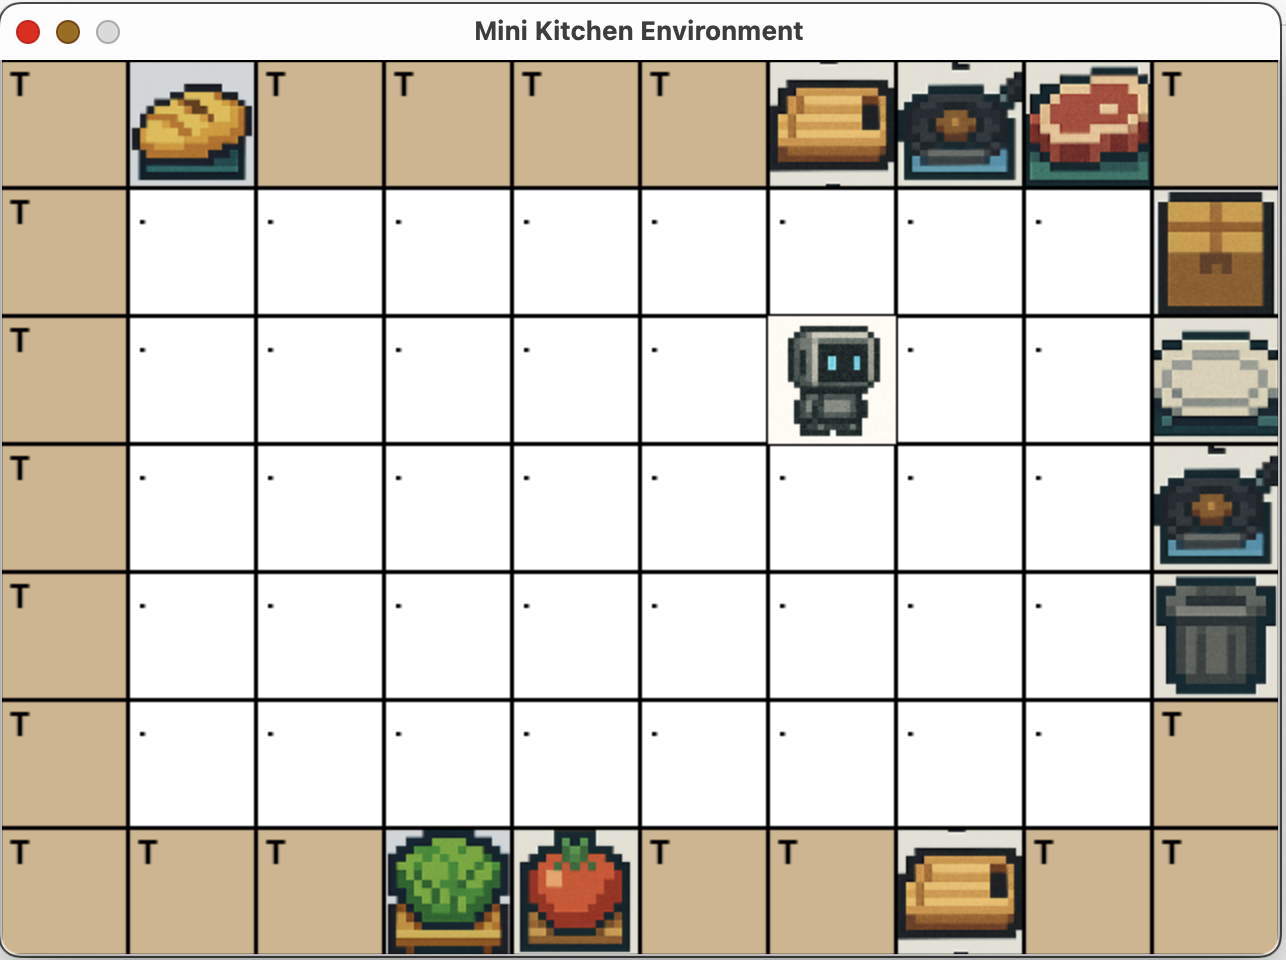 Mini Kitchen Environment
T T T T T T
T . . . . . . . .
T . . . . . . .
T . . . . . . . .
T . . . . . . . .
T . . . . . . . . T
T T T T T T T